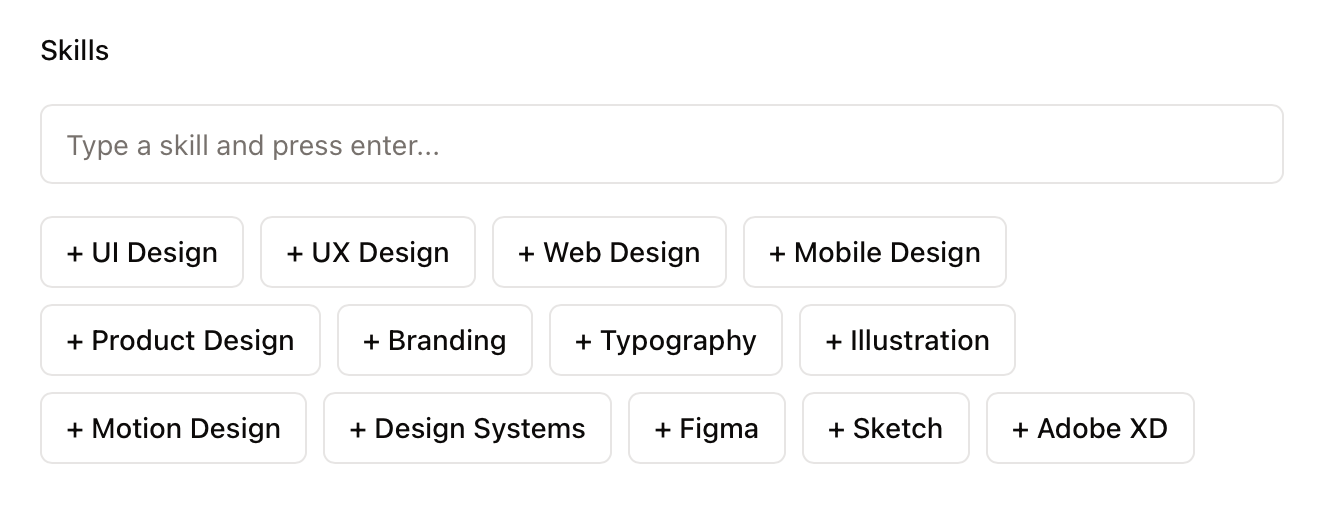 Skills
Type a skill and press enter...
+ UI Design + UX Design + Web Design + Mobile Design
+ Product Design + Branding + Typography + Illustration
+ Motion Design + Design Systems + Figma + Sketch + Adobe XD